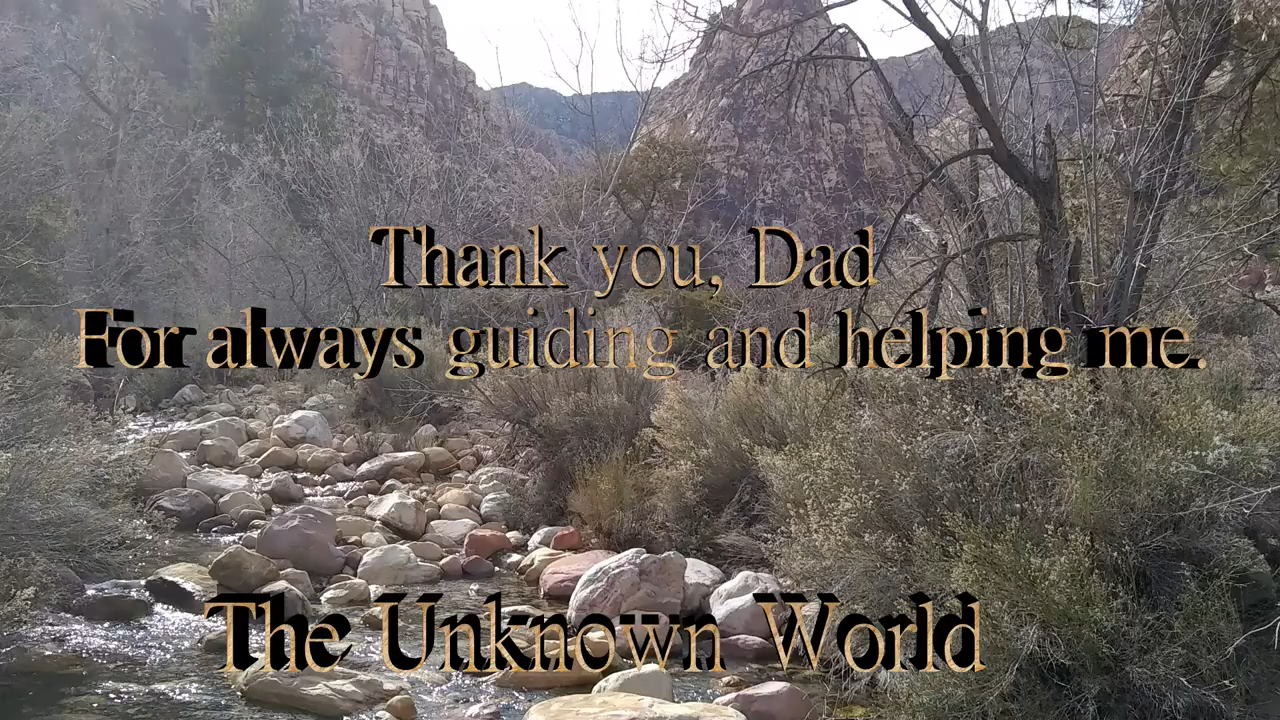 Thank you, Dad
For always guiding and helping me.
The Unknown World